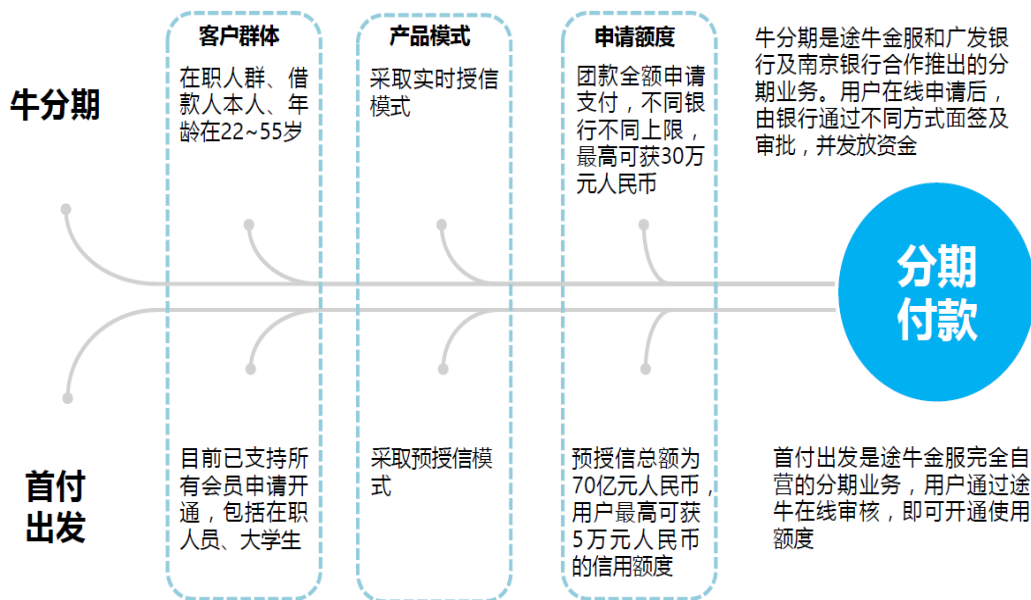 客户群体
产品模式
申请额度
牛分期
在职人群、借
款人本人、年
龄在22~55岁
采取实时授信
模式
团款全额申请
支付，不同银
行不同上限，
最高可获30万
元人民币
牛分期是途牛金服和广发银
行及南京银行合作推出的分
期业务。用户在线申请后，
由银行通过不同方式面签及
审批，并发放资金
分期
付款
首付
出发
目前已支持所
有会员申请开
通，包括在职
人员、大学生
采取预授信模
式
预授信总额为
70亿元人民币，
用户最高可获
5万元人民币
的信用额度
首付出发是途牛金服完全自
营的分期业务，用户通过途
牛在线审核，即可开通使用
额度